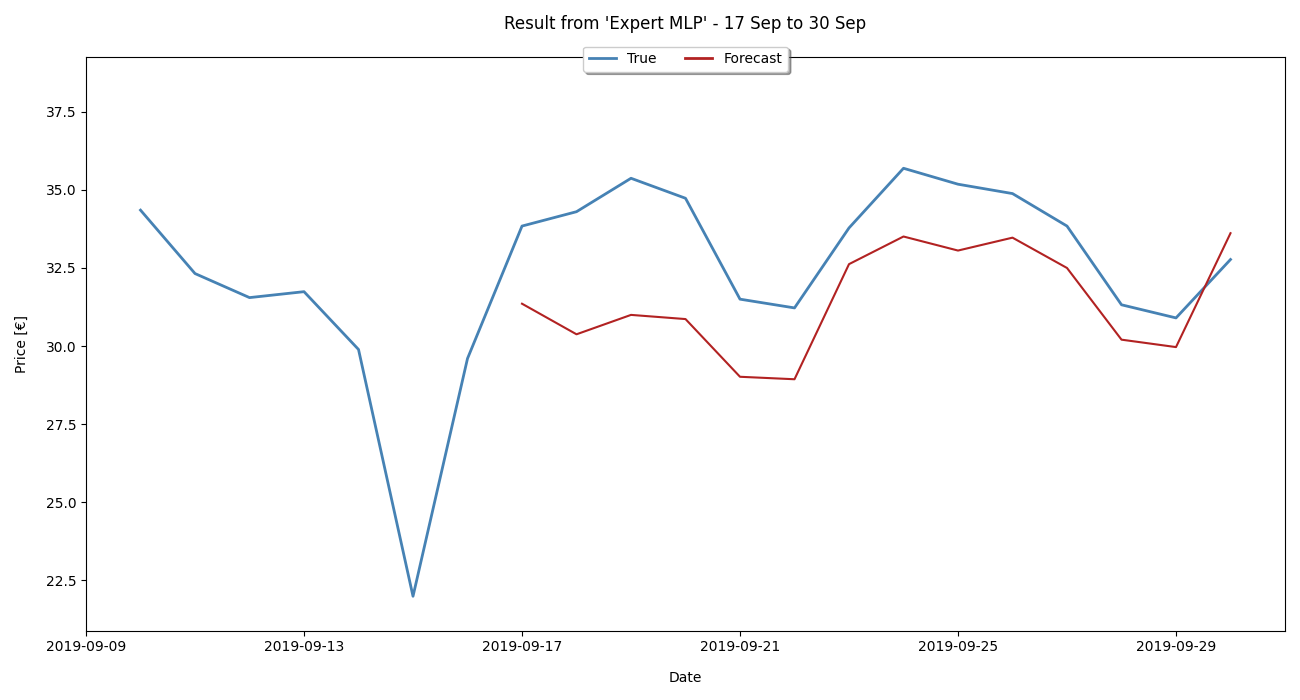 Result from 'Expert MLP' - 17 Sep to 30 Sep
True Forecast
Price [€]
37.5
35.0
32.5
30.0
27.5
25.0
22.5
2019-09-09 2019-09-13 2019-09-17 2019-09-21 2019-09-25 2019-09-29
Date